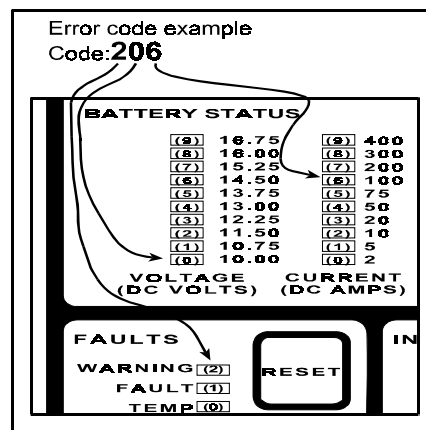 Error code example
Code:206
BATTERY STATUS
(9) 16.75 (9) 400
(8) 16.00 (8) 300
(7) 15.25 (7) 200
(6) 14.50 (6) 100
(5) 13.75 (5) 75
(4) 13.00 (4) 50
(3) 12.25 (3) 20
(2) 11.50 (2) 10
(1) 10.75 (1) 5
(0) 10.00 (0) 2
VOLTAGE CURRENT
(DC VOLTS) (DC AMPS)
FAULTS IN
WARNING (2)
RESET
FAULT (1)
TEMP (0)